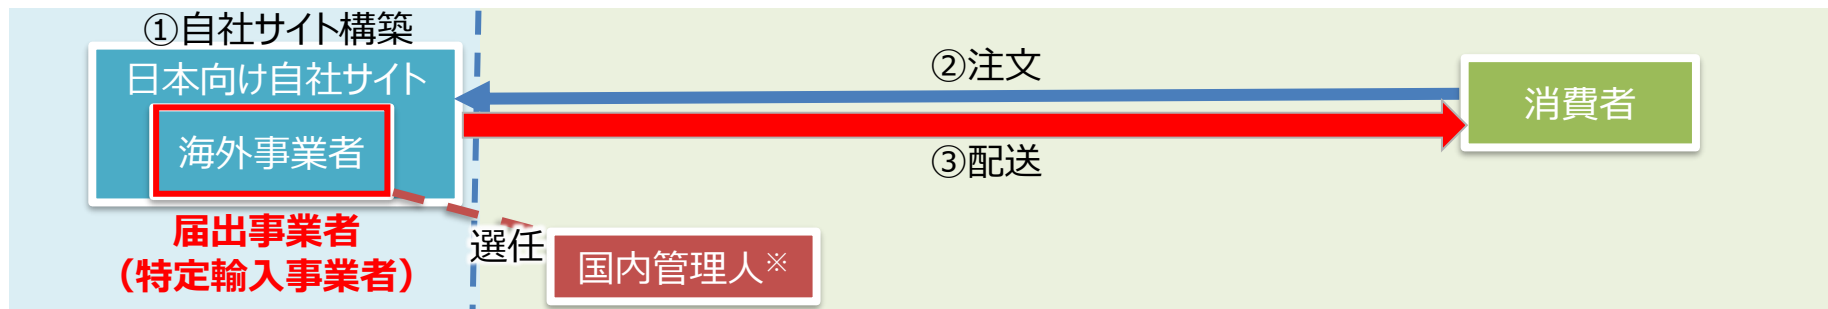 ①自社サイト構築
日本向け自社サイト
海外事業者
届出事業者
（特定輸入事業者）
選任
国内管理人※
②注文
③配送
消費者